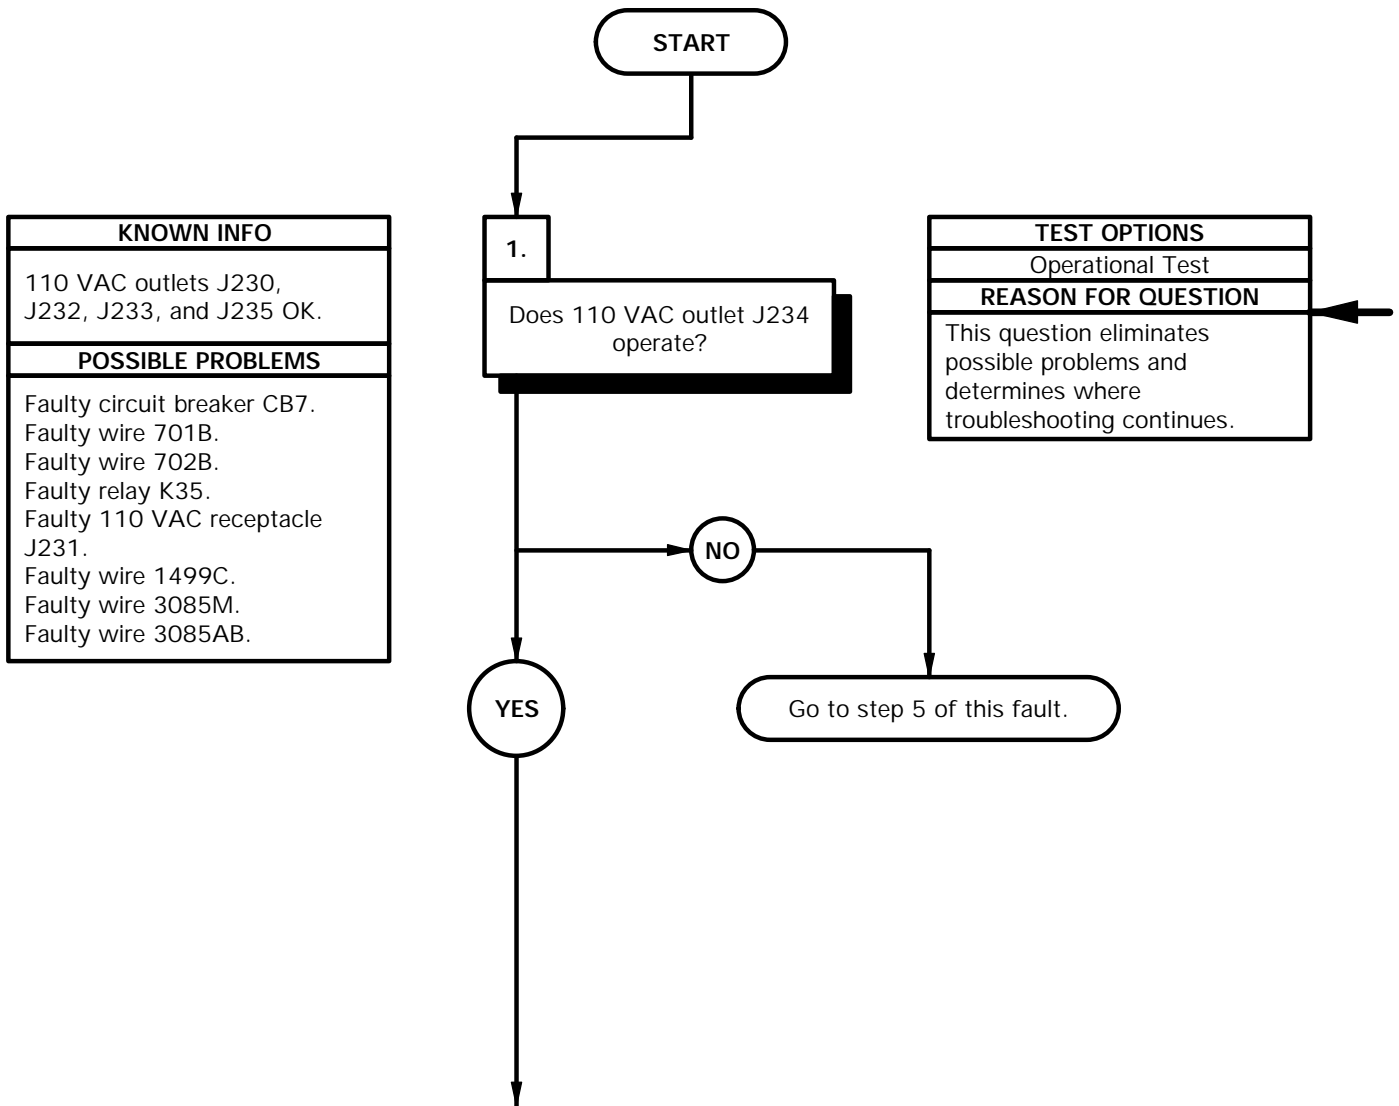 START
KNOWN INFO
110 VAC outlets J230,
J232, J233, and J235 OK.
POSSIBLE PROBLEMS
Faulty circuit breaker CB7.
Faulty wire 701B.
Faulty wire 702B.
Faulty relay K35.
Faulty 110 VAC receptacle
J231.
Faulty wire 1499C.
Faulty wire 3085M.
Faulty wire 3085AB.
1.
Does 110 VAC outlet J234
operate?
TEST OPTIONS
Operational Test
REASON FOR QUESTION
This question eliminates
possible problems and
determines where
troubleshooting continues.
NO
YES
Go to step 5 of this fault.